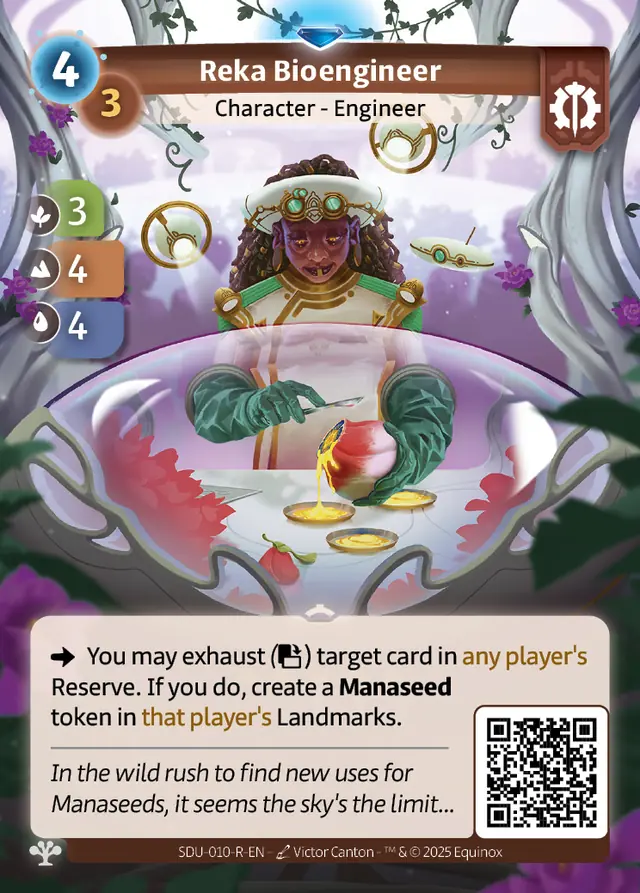 4
Reka Bioengineer
3
Character - Engineer
3
4
4
➔ You may exhaust () target card in any player's
Reserve. If you do, create a Manaseed
token in that player's Landmarks.
In the wild rush to find new uses for
Manaseeds, it seems the sky's the limit...
SDU-010-R-EN – Victor Canton - ™ & © 2025 Equinox